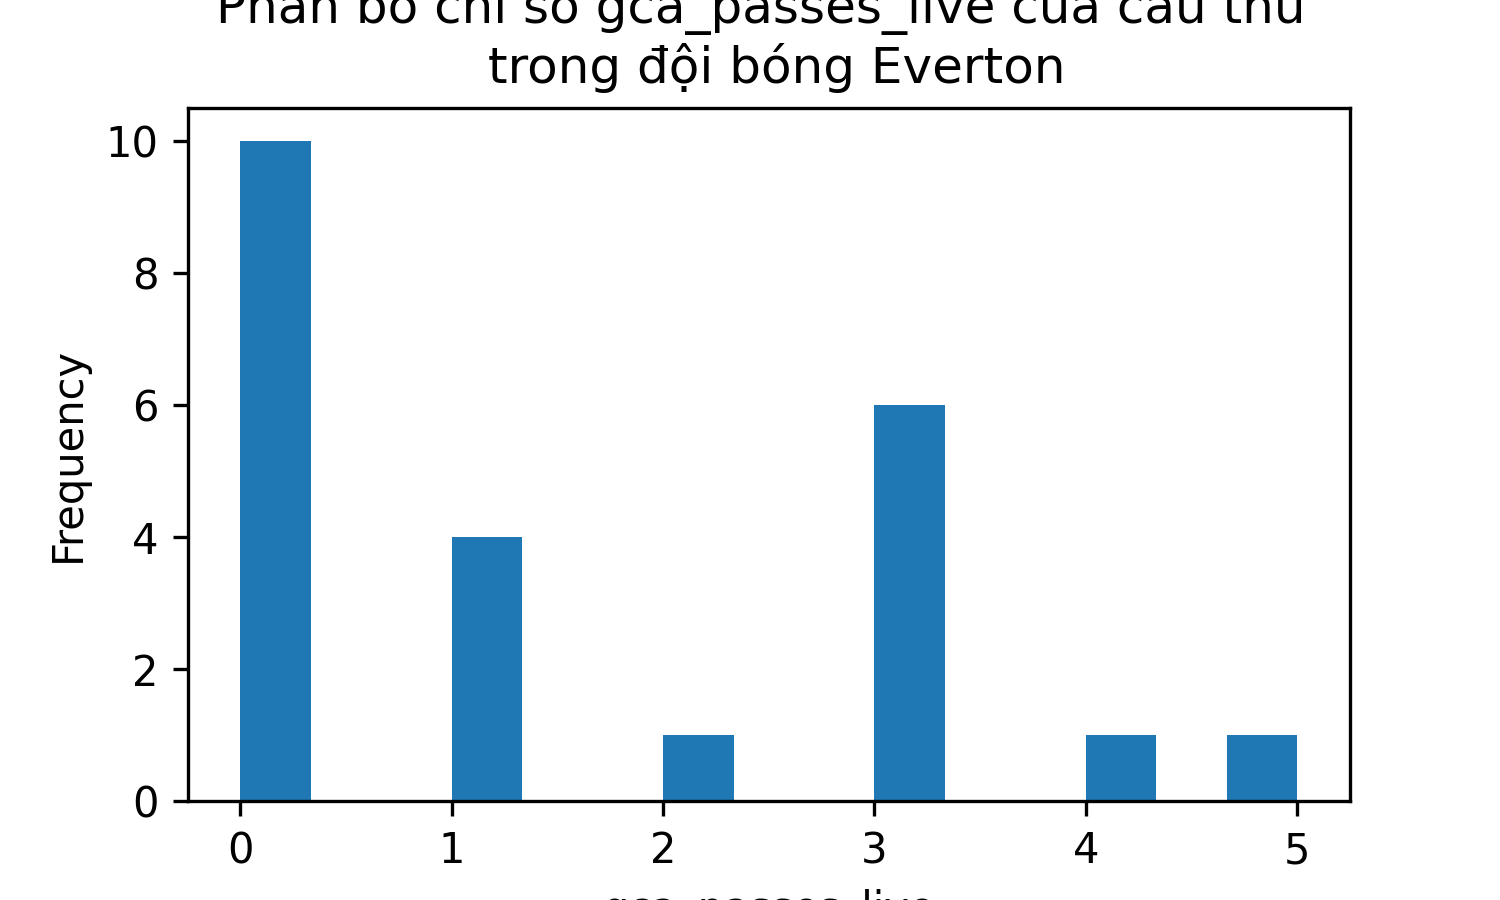 Phân bố chỉ số gca_passes_live của cầu thủ
trong đội bóng Everton
10
8
6
4
2
0
Frequency
0 1 2 3 4 5
gca_passes_live